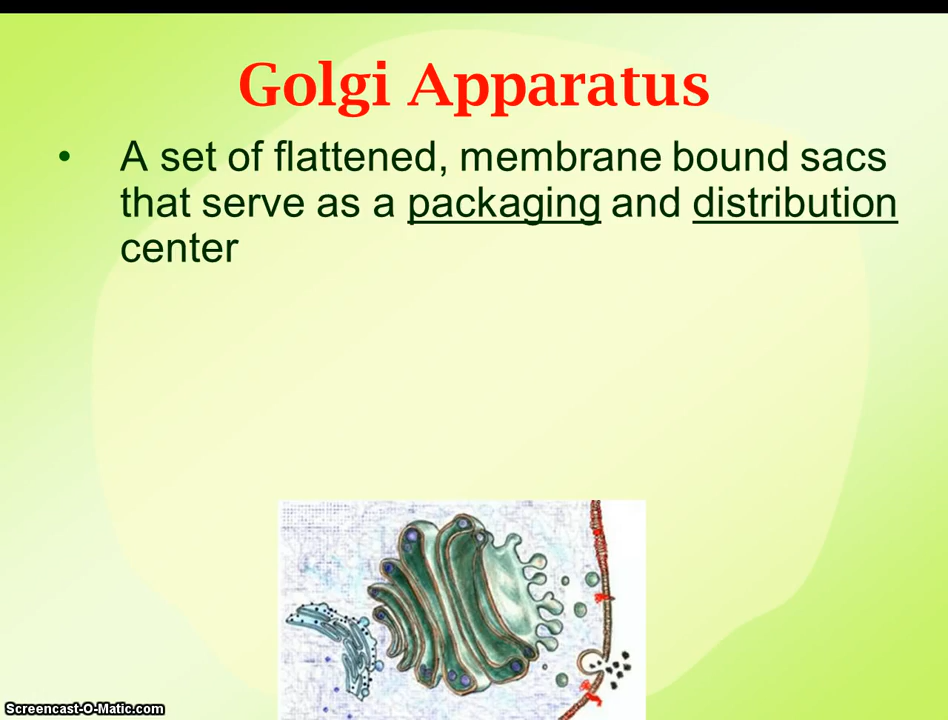 Golgi Apparatus
• A set of flattened, membrane bound sacs
that serve as a packaging and distribution
center
Screencast-O-Matic.com